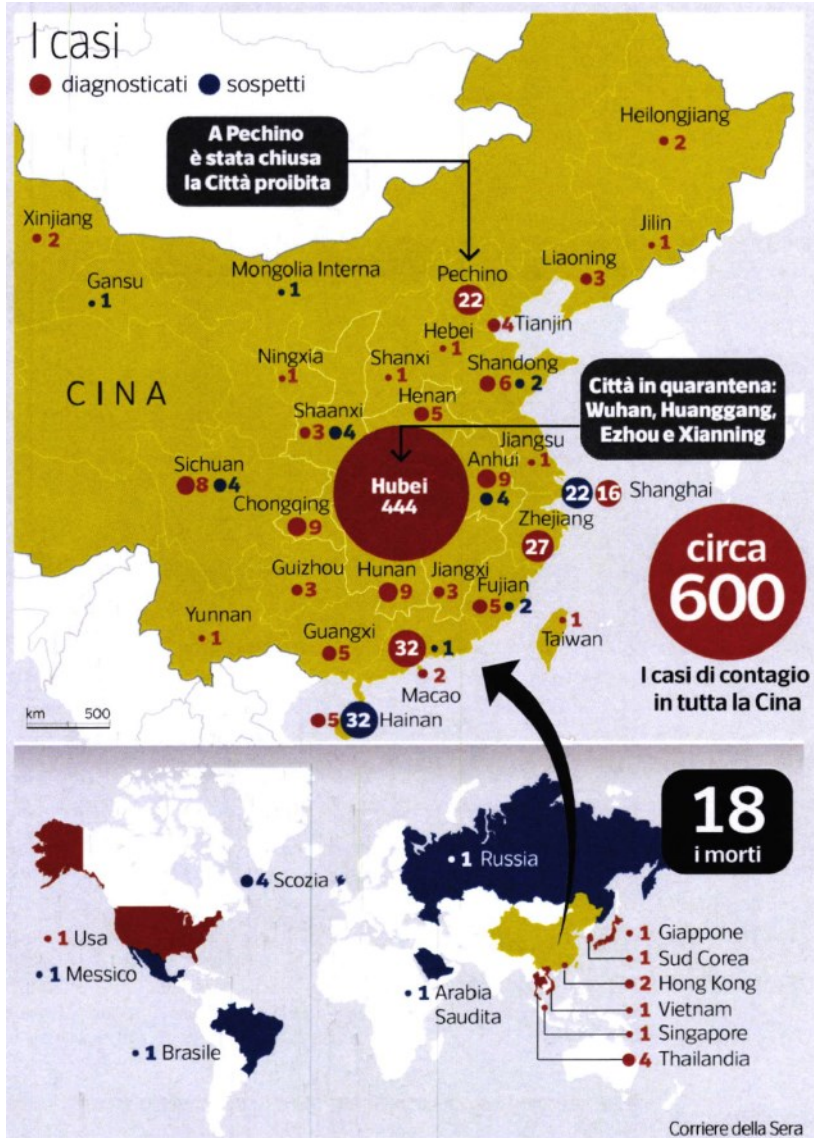 I casi
diagnosticati
sospetti
A Pechino
è stata chiusa
la Città proibita
Heilongjiang
2
Xinjiang
2
Jilin
1
Gansu
1
Mongolia Interna
1
Liaoning
3
Pechino
22
4 Tianjin
Hebei
1
Ningxia
1
Shanxi
1
Shandong
6 2
CINA
Henan
5
Città in quarantena:
Wuhan, Huanggang,
Ezhou e Xianning
Shaanxi
3 4
Jiangsu
1
Sichuan
8 4
Hubei
444
Anhui
9
4
22 16 Shanghai
Chongqing
9
Zhejiang
27
circa
600
I casi di contagio
in tutta la Cina
Guizhou
3
Hunan
9
Jiangxi
3
Fujian
5 2
Yunnan
1
Guangxi
5
32 1
1
Taiwan
2
Macao
5 32 Hainan
km 500
18
i morti
1 Russia
4 Scozia
1 Usa
1 Messico
1 Arabia
Saudita
1 Brasile
1 Giappone
1 Sud Corea
2 Hong Kong
1 Vietnam
1 Singapore
4 Thailandia
Corriere della Sera